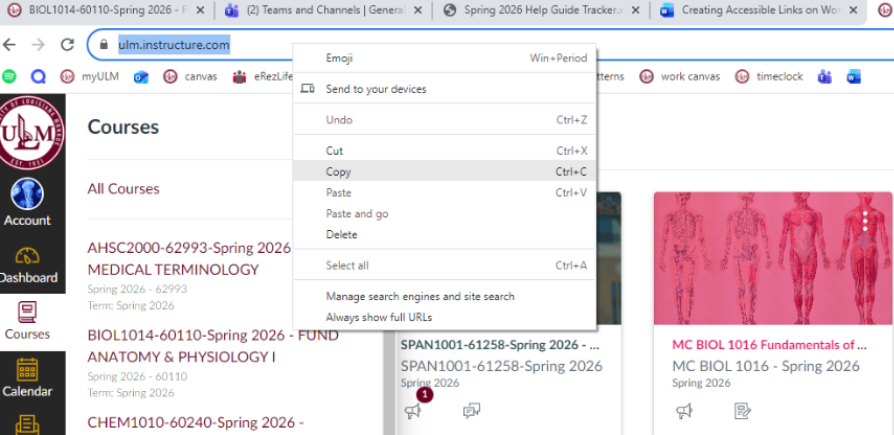 BIOL1014-60110-Spring 2026 - F
(2) Teams and Channels | General
Spring 2026 Help Guide Tracker.x
Creating Accessible Links on Wor
ulm.instructure.com
myULM
canvas
eRezLife
tterns
work canvas
timeclock
Emoji Win+Period
Send to your devices
Undo Ctrl+Z
Cut Ctrl+X
Copy Ctrl+C
Paste Ctrl+V
Paste and go
Delete
Select all Ctrl+A
Manage search engines and site search
Always show full URLs
ULM
EST. 1931
Account
Dashboard
Courses
Calendar
Courses
All Courses
AHSC2000-62993-Spring 2026
MEDICAL TERMINOLOGY
Spring 2026 - 62993
Term: Spring 2026
BIOL1014-60110-Spring 2026 - FUND
ANATOMY & PHYSIOLOGY I
Spring 2026 - 60110
Term: Spring 2026
CHEM1010-60240-Spring 2026 -
SPAN1001-61258-Spring 2026 - ...
SPAN1001-61258-Spring 2026
Spring 2026
1
MC BIOL 1016 Fundamentals of ...
MC BIOL 1016 - Spring 2026
Spring 2026